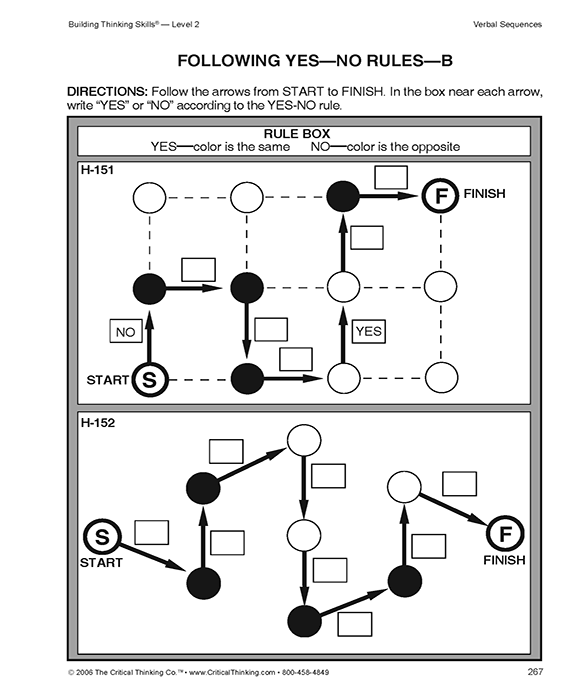 Building Thinking Skills® — Level 2
Verbal Sequences
FOLLOWING YES—NO RULES—B
DIRECTIONS: Follow the arrows from START to FINISH. In the box near each arrow,
write “YES” or “NO” according to the YES-NO rule.
RULE BOX
YES—color is the same NO—color is the opposite
H-151
F FINISH
NO
YES
START S
H-152
S
START
F
FINISH
© 2006 The Critical Thinking Co.™ • www.CriticalThinking.com • 800-458-4849
267